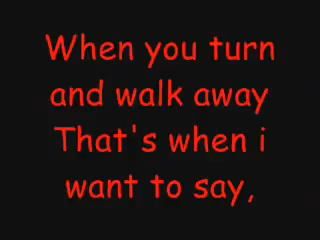 When you turn
and walk away
That's when i
want to say,